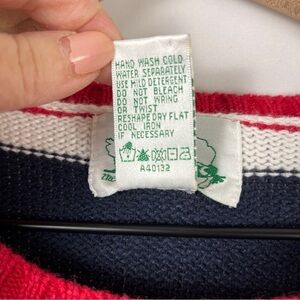 HAND WASH COLD
WATER SEPARATELY
USE MILD DETERGENT
DO NOT BLEACH
DO NOT WRING
OR TWIST
RESHAPE DRY FLAT
COOL IRON
IF NECESSARY
A40132